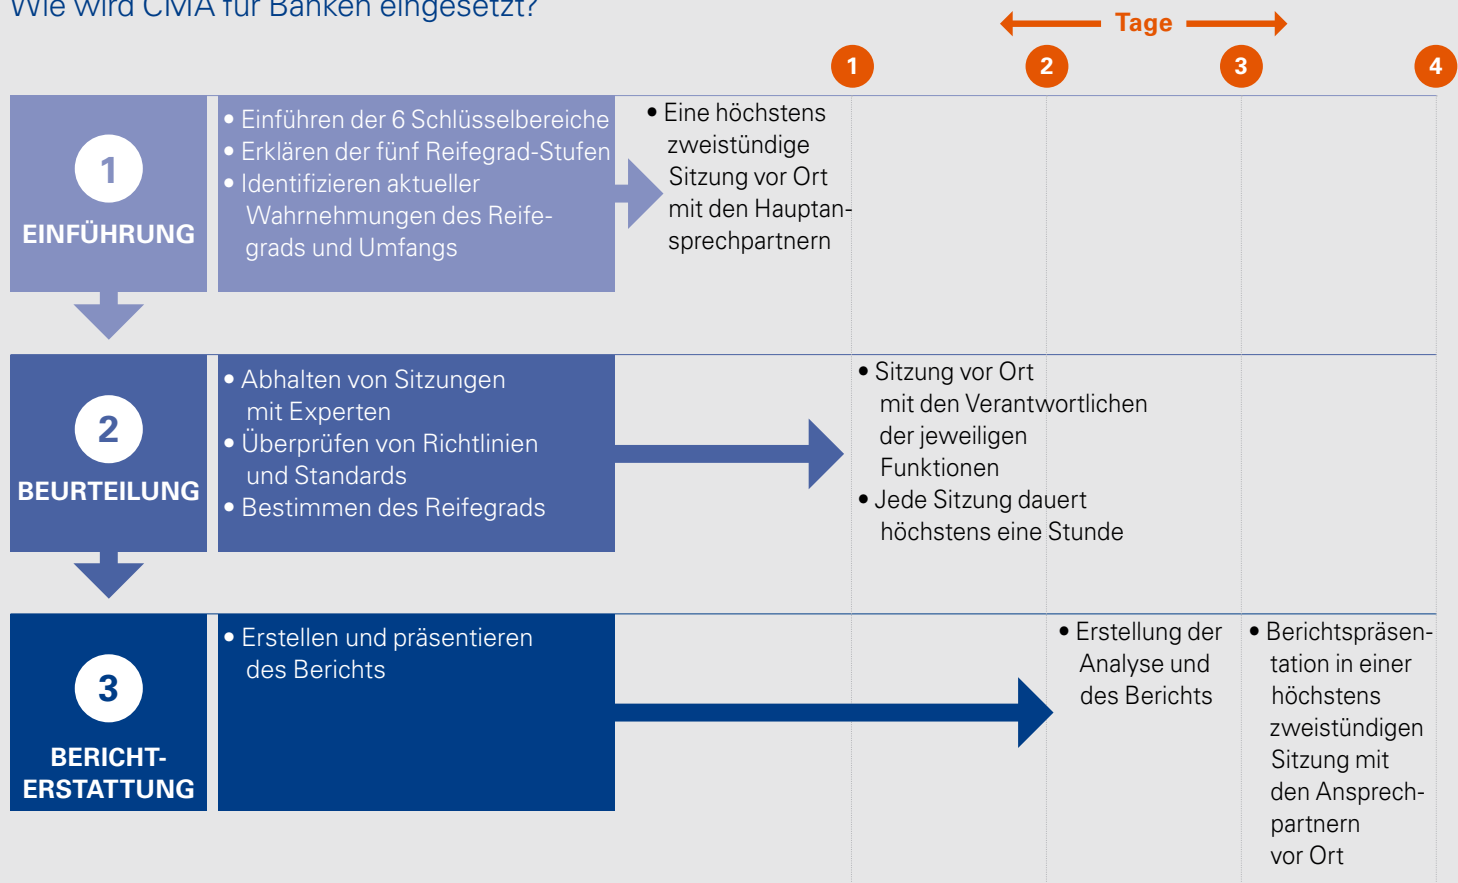 Wie wird CMA für Banken eingesetzt?
Tage
1
2
3
4
1
EINFÜHRUNG
• Einführen der 6 Schlüsselbereiche
• Erklären der fünf Reifegrad-Stufen
• Identifizieren aktueller
Wahrnehmungen des Reife-
grads und Umfangs
• Eine höchstens
zweistündige
Sitzung vor Ort
mit den Hauptan-
sprechpartnern
2
BEURTEILUNG
• Abhalten von Sitzungen
mit Experten
• Überprüfen von Richtlinien
und Standards
• Bestimmen des Reifegrads
• Sitzung vor Ort
mit den Verantwortlichen
der jeweiligen
Funktionen
• Jede Sitzung dauert
höchstens eine Stunde
3
BERICHT-
ERSTATTUNG
• Erstellen und präsentieren
des Berichts
• Erstellung der
Analyse und
des Berichts
• Berichtspräsen-
tation in einer
höchstens
zweistündigen
Sitzung mit
den Ansprech-
partnern
vor Ort